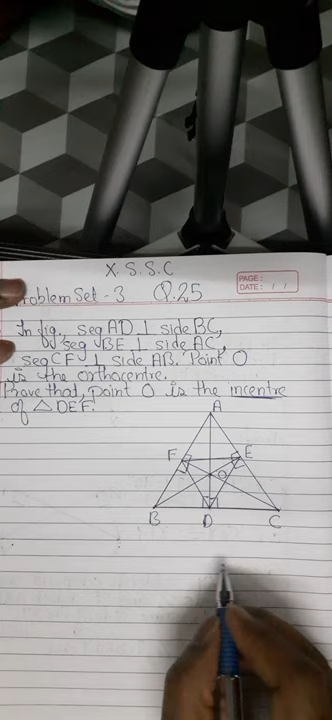 X.S.S.C
Problem Set-3 Q.25
PAGE:
DATE: / /
In fig., seg AD ⊥ side BC,
seg BE ⊥ side AC,
seg CF ⊥ side AB. Point O
is the orthocentre.
Prove that, point O is the incentre
of △DEF.
A
F
E
O
B
D
C